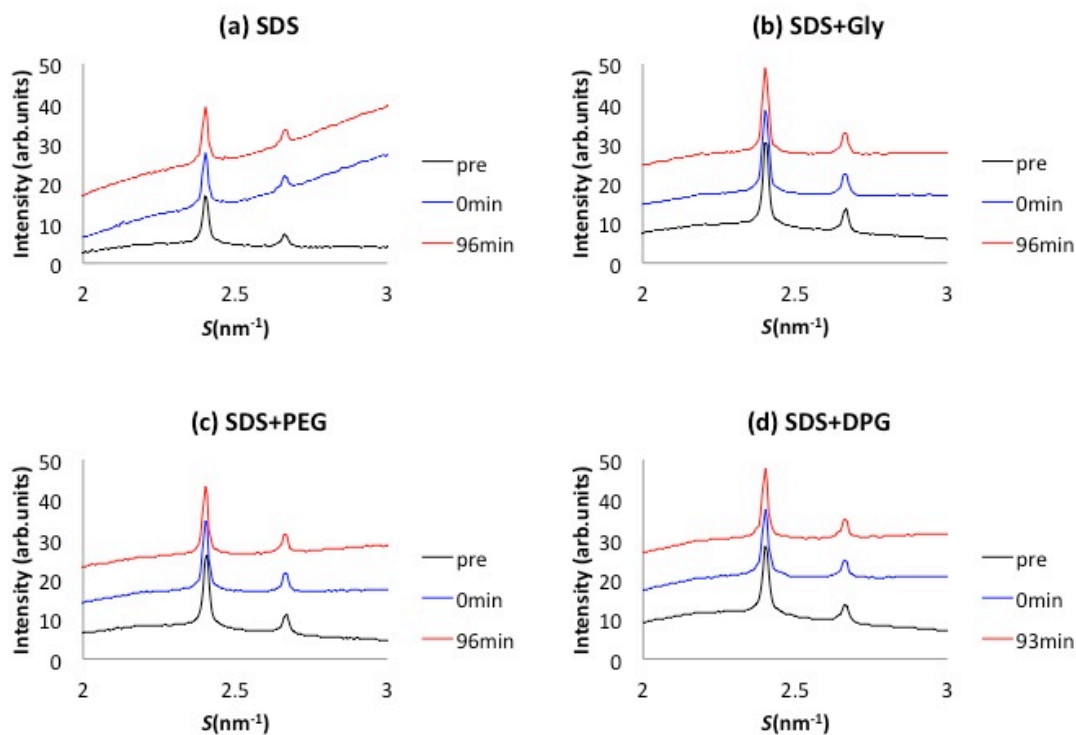 (a) SDS
50
40
30
20
10
0
Intensity (arb.units)
2
2.5
3
S(nm⁻¹)
pre
0min
96min
(b) SDS+Gly
50
40
30
20
10
0
Intensity (arb.units)
2
2.5
3
S(nm⁻¹)
pre
0min
96min
(c) SDS+PEG
50
40
30
20
10
0
Intensity (arb.units)
2
2.5
3
S(nm⁻¹)
pre
0min
96min
(d) SDS+DPG
50
40
30
20
10
0
Intensity (arb.units)
2
2.5
3
S(nm⁻¹)
pre
0min
93min